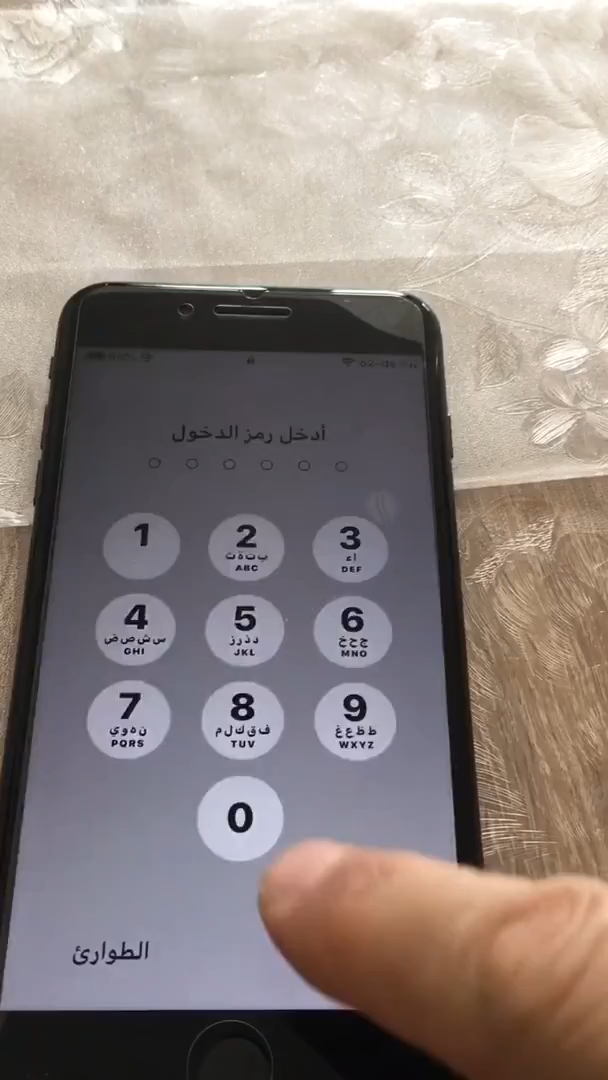 أدخل رمز الدخول
1
2
ب ت ة ث
ABC
3
ا ء
DEF
4
س ش ص ض
GHI
5
د ذ ر ز
JKL
6
ج ح خ
MNO
7
ن ه و ي
PQRS
8
ف ق ك ل م
TUV
9
ط ظ ع غ
WXYZ
0
الطوارئ